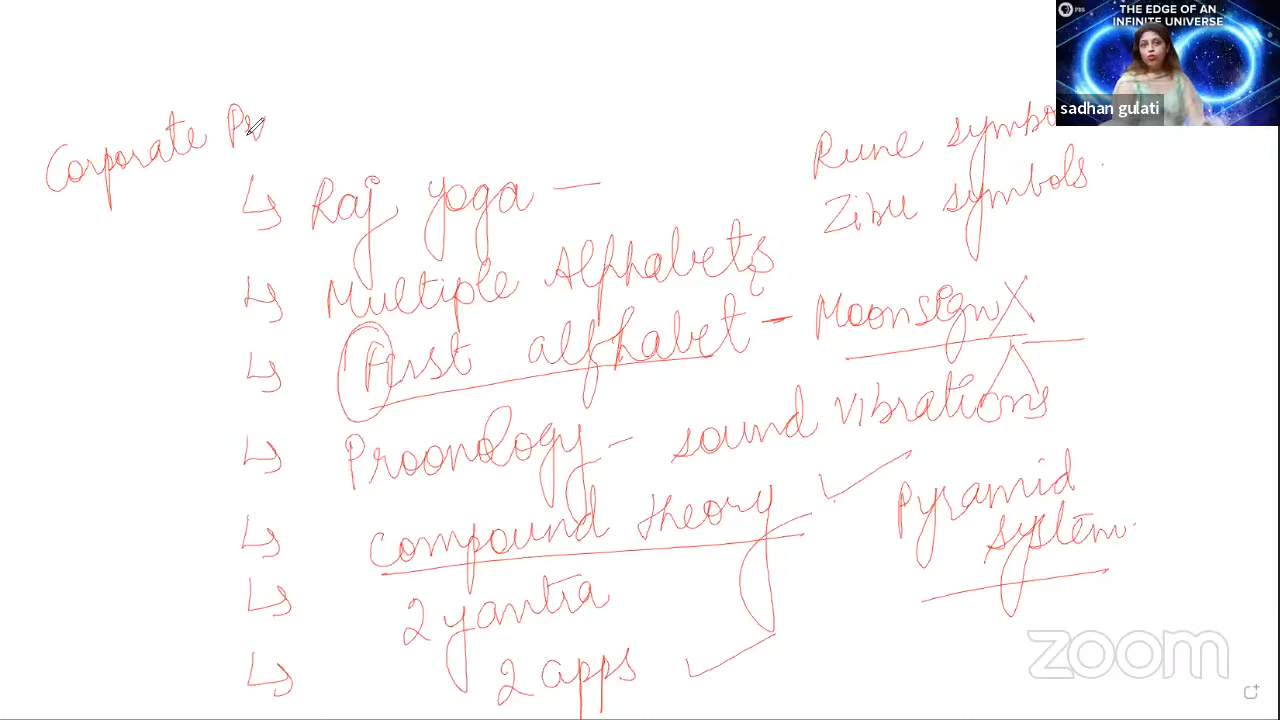 PBS
THE EDGE OF AN
INFINITE UNIVERSE
sadhan gulati
Corporate Pr
Rune symbo
Zibu symbols
↳ Raj yoga -
↳ Multiple Alphabets
↳ First alphabet - Moonsign X
↳ Proonology - sound vibrations
↳ compound theory ✓
Pyramid
system
↳ 2 yantra
↳ 2 apps ✓
zoom